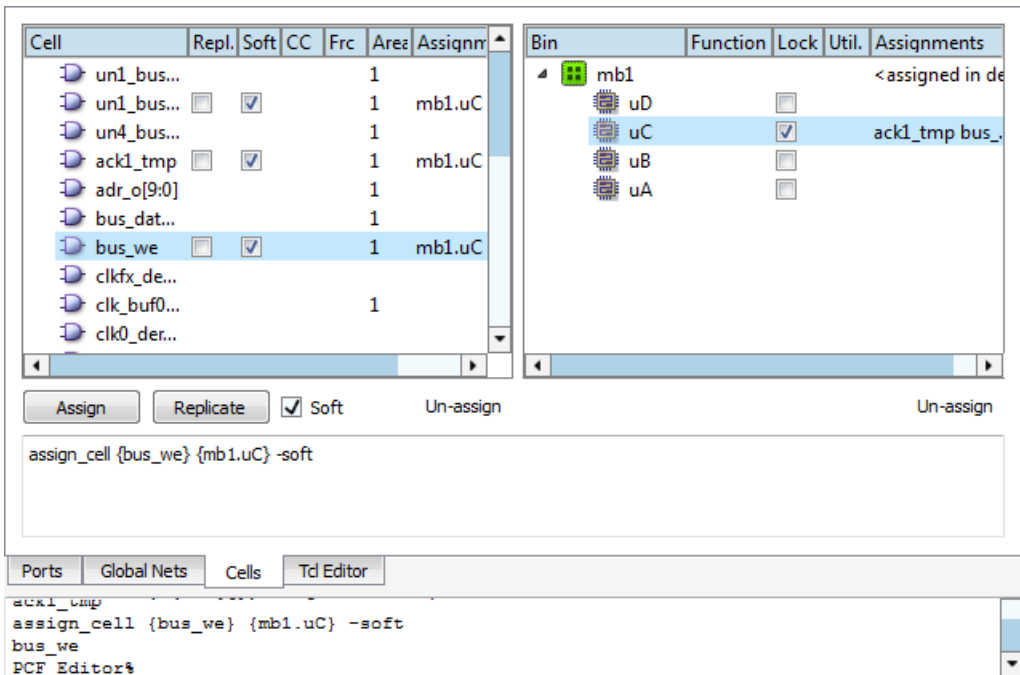 Cell Repl. Soft CC Frc Area Assignm
un1_bus... 1
un1_bus... 1 mb1.uC
un4_bus... 1
ack1_tmp 1 mb1.uC
adr_o[9:0] 1
bus_dat... 1
bus_we 1 mb1.uC
clkfx_de...
clk_buf0... 1
clk0_der...
Bin Function Lock Util. Assignments
mb1 <assigned in de
uD
uC ack1_tmp bus_.
uB
uA
Assign Replicate Soft Un-assign Un-assign
assign_cell {bus_we} {mb1.uC} -soft
Ports Global Nets Cells Tcl Editor
ack1_tmp
assign_cell {bus_we} {mb1.uC} -soft
bus_we
PCF Editor%